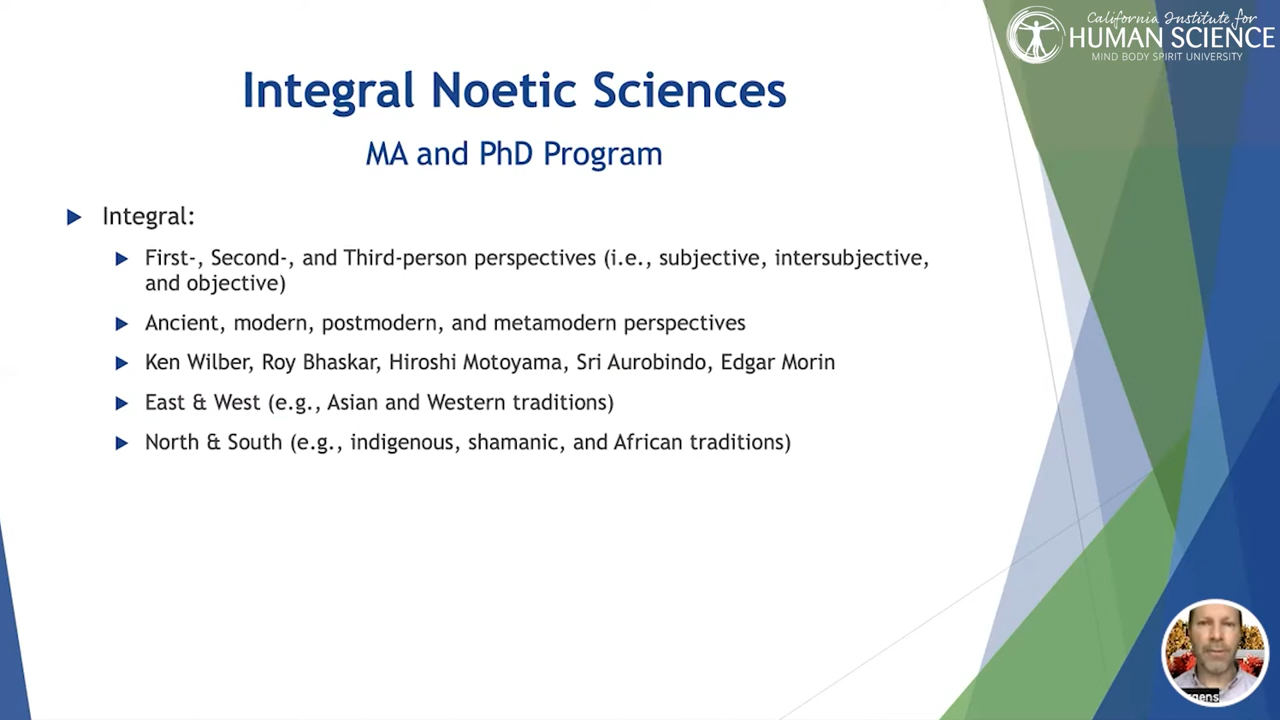 California Institute for
HUMAN SCIENCE
MIND BODY SPIRIT UNIVERSITY
Integral Noetic Sciences
MA and PhD Program
Integral:
First-, Second-, and Third-person perspectives (i.e., subjective, intersubjective,
and objective)
Ancient, modern, postmodern, and metamodern perspectives
Ken Wilber, Roy Bhaskar, Hiroshi Motoyama, Sri Aurobindo, Edgar Morin
East & West (e.g., Asian and Western traditions)
North & South (e.g., indigenous, shamanic, and African traditions)